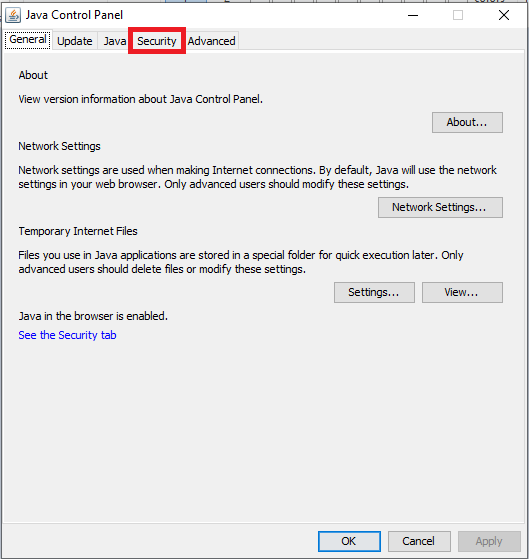 Java Control Panel
General Update Java Security Advanced
About
View version information about Java Control Panel.
About...
Network Settings
Network settings are used when making Internet connections. By default, Java will use the network
settings in your web browser. Only advanced users should modify these settings.
Network Settings...
Temporary Internet Files
Files you use in Java applications are stored in a special folder for quick execution later. Only
advanced users should delete files or modify these settings.
Settings... View...
Java in the browser is enabled.
See the Security tab
OK Cancel Apply